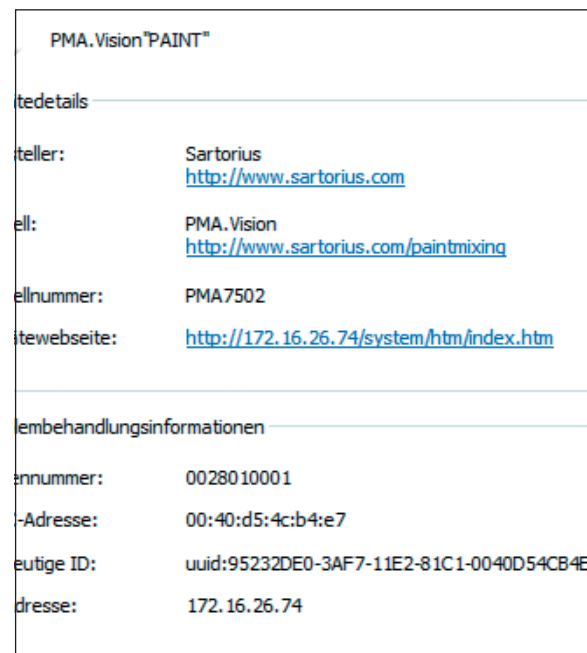 PMA.Vision"PAINT"
itedetails
steller: Sartorius
http://www.sartorius.com
ell: PMA.Vision
http://www.sartorius.com/paintmixing
ellnummer: PMA7502
itewebseite: http://172.16.26.74/system/htm/index.htm
lembehandlungsinformationen
ennummer: 0028010001
-Adresse: 00:40:d5:4c:b4:e7
eutige ID: uuid:95232DE0-3AF7-11E2-81C1-0040D54CB4E
dresse: 172.16.26.74